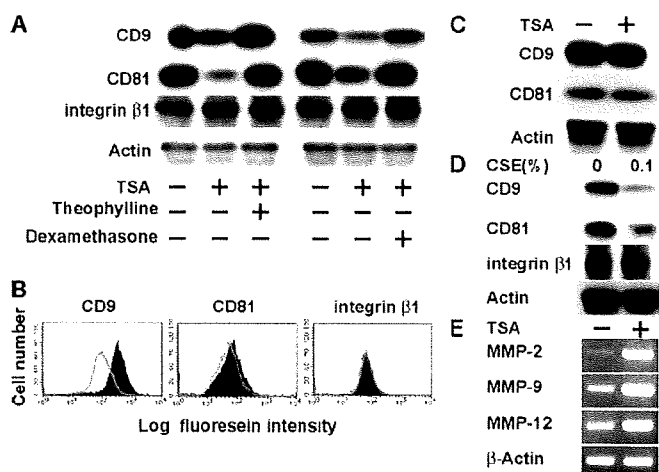 A
CD9
CD81
integrin β1
Actin
TSA − + + − + +
Theophylline − − + − − −
Dexamethasone − − − − − +
B
CD9 CD81 integrin β1
Cell number
Log fluoresein intensity
C
TSA − +
CD9
CD81
Actin
D
CSE(%) 0 0.1
CD9
CD81
integrin β1
Actin
E
TSA − +
MMP-2
MMP-9
MMP-12
β-Actin